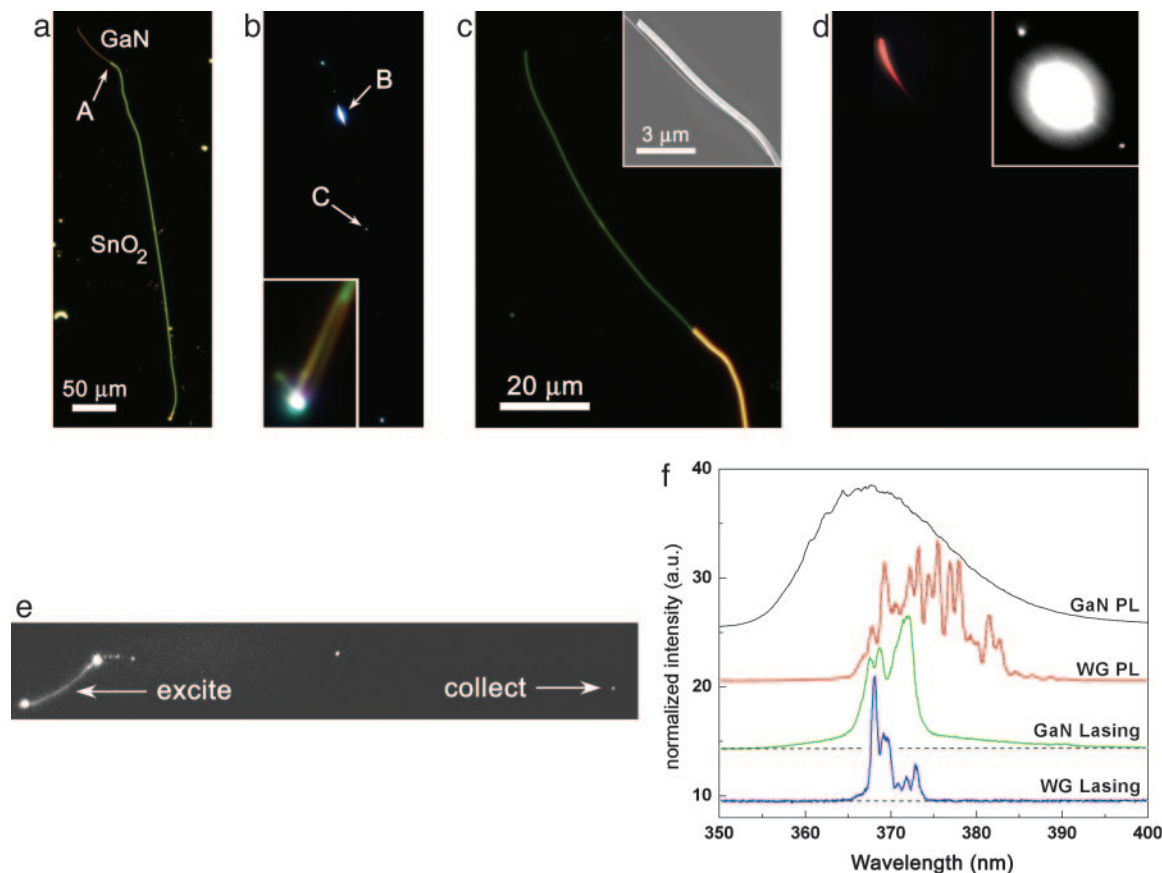 a
GaN
A
SnO₂
50 μm
b
B
C
c
3 μm
20 μm
d
e
excite
collect
f
normalized intensity (a.u.)
40
30
20
10
GaN PL
WG PL
GaN Lasing
WG Lasing
350 360 370 380 390 400
Wavelength (nm)